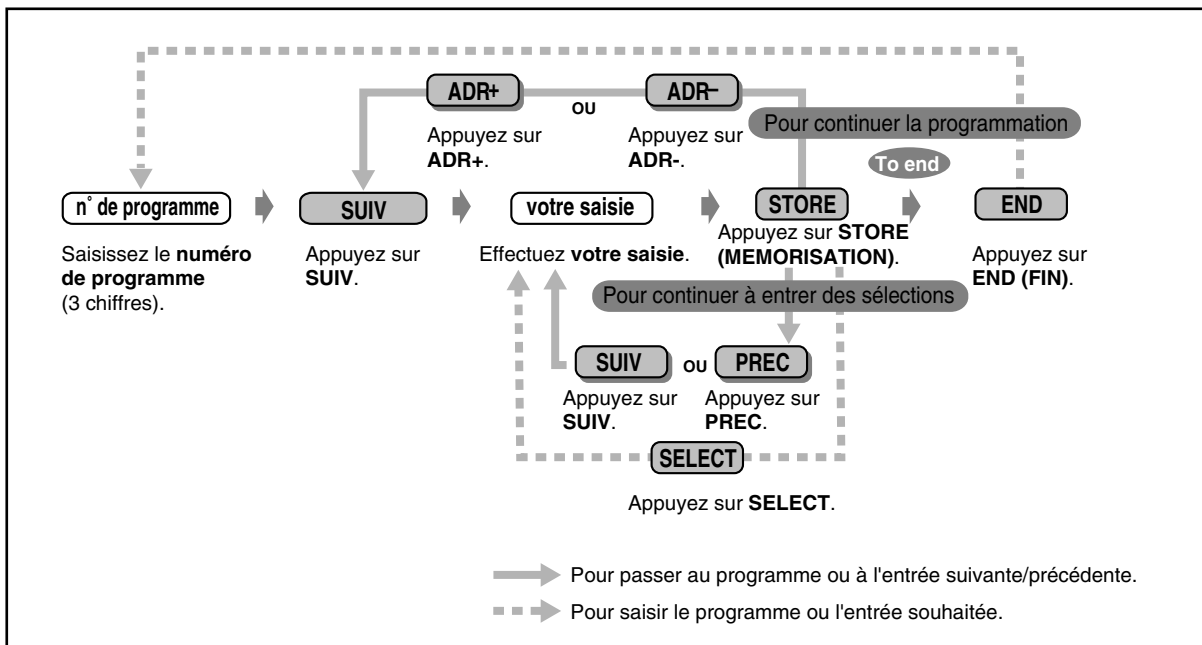 ADR+
OU
ADR–
Appuyez sur
ADR+.
Appuyez sur
ADR-.
Pour continuer la programmation
To end
n° de programme
SUIV
votre saisie
STORE
END
Saisissez le numéro
de programme
(3 chiffres).
Appuyez sur
SUIV.
Effectuez votre saisie.
Appuyez sur STORE
(MEMORISATION).
Appuyez sur
END (FIN).
Pour continuer à entrer des sélections
SUIV
OU
PREC
Appuyez sur
SUIV.
Appuyez sur
PREC.
SELECT
Appuyez sur SELECT.
Pour passer au programme ou à l'entrée suivante/précédente.
Pour saisir le programme ou l'entrée souhaitée.